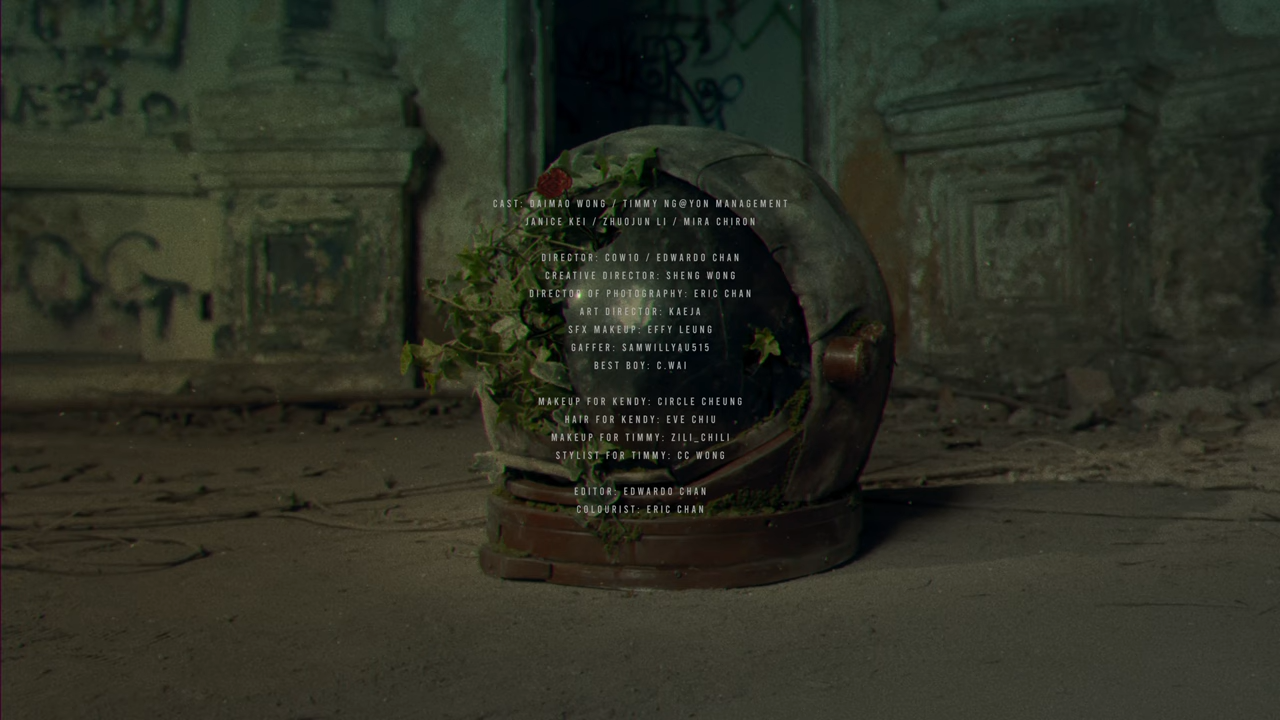 CAST: GAIMAO WONG / TIMMY NG@YON MANAGEMENT
JANICE KEI / ZHUOJUN LI / MIRA CHIRON
DIRECTOR: COW1O / EDWARDO CHAN
CREATIVE DIRECTOR: SHENG WONG
DIRECTOR OF PHOTOGRAPHY: ERIC CHAN
ART DIRECTOR: KAEJA
SFX MAKEUP: EFFY LEUNG
GAFFER: SAMWILLYAU515
BEST BOY: C.WAI
MAKEUP FOR KENDY: CIRCLE CHEUNG
HAIR FOR KENDY: EVE CHIU
MAKEUP FOR TIMMY: ZILI_CHILI
STYLIST FOR TIMMY: CC WONG
EDITOR: EDWARDO CHAN
COLOURIST: ERIC CHAN